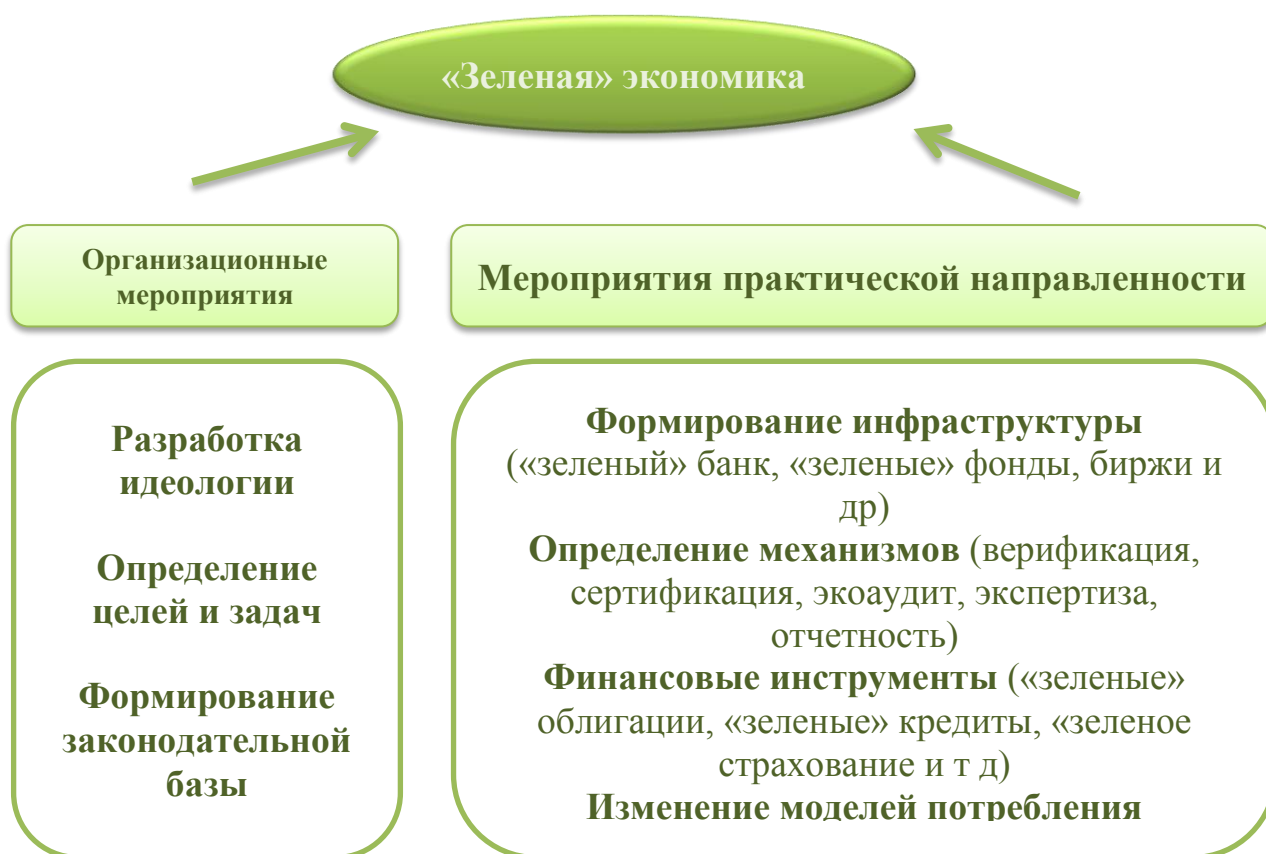 «Зеленая» экономика
Организационные
мероприятия
Мероприятия практической направленности
Разработка
идеологии
Определение
целей и задач
Формирование
законодательной
базы
Формирование инфраструктуры
(«зеленый» банк, «зеленые» фонды, биржи и
др)
Определение механизмов (верификация,
сертификация, экоаудит, экспертиза,
отчетность)
Финансовые инструменты («зеленые»
облигации, «зеленые» кредиты, «зеленое
страхование и т д)
Изменение моделей потребления